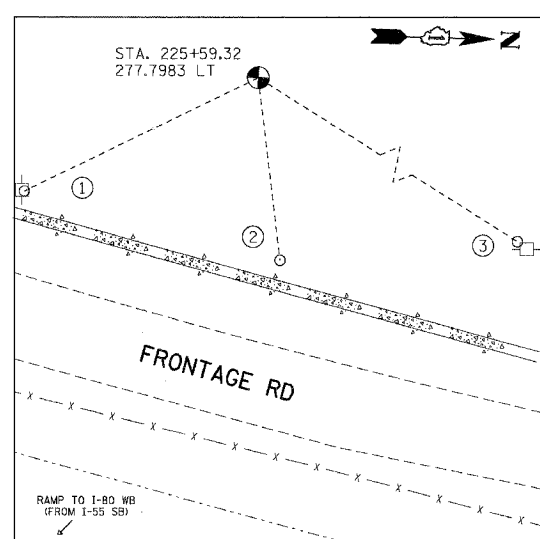 STA. 225+59.32
277.7983 LT
N
1
2
3
FRONTAGE RD
X X X X X X X X X X X X X
RAMP TO I-80 WB
(FROM I-55 SB)